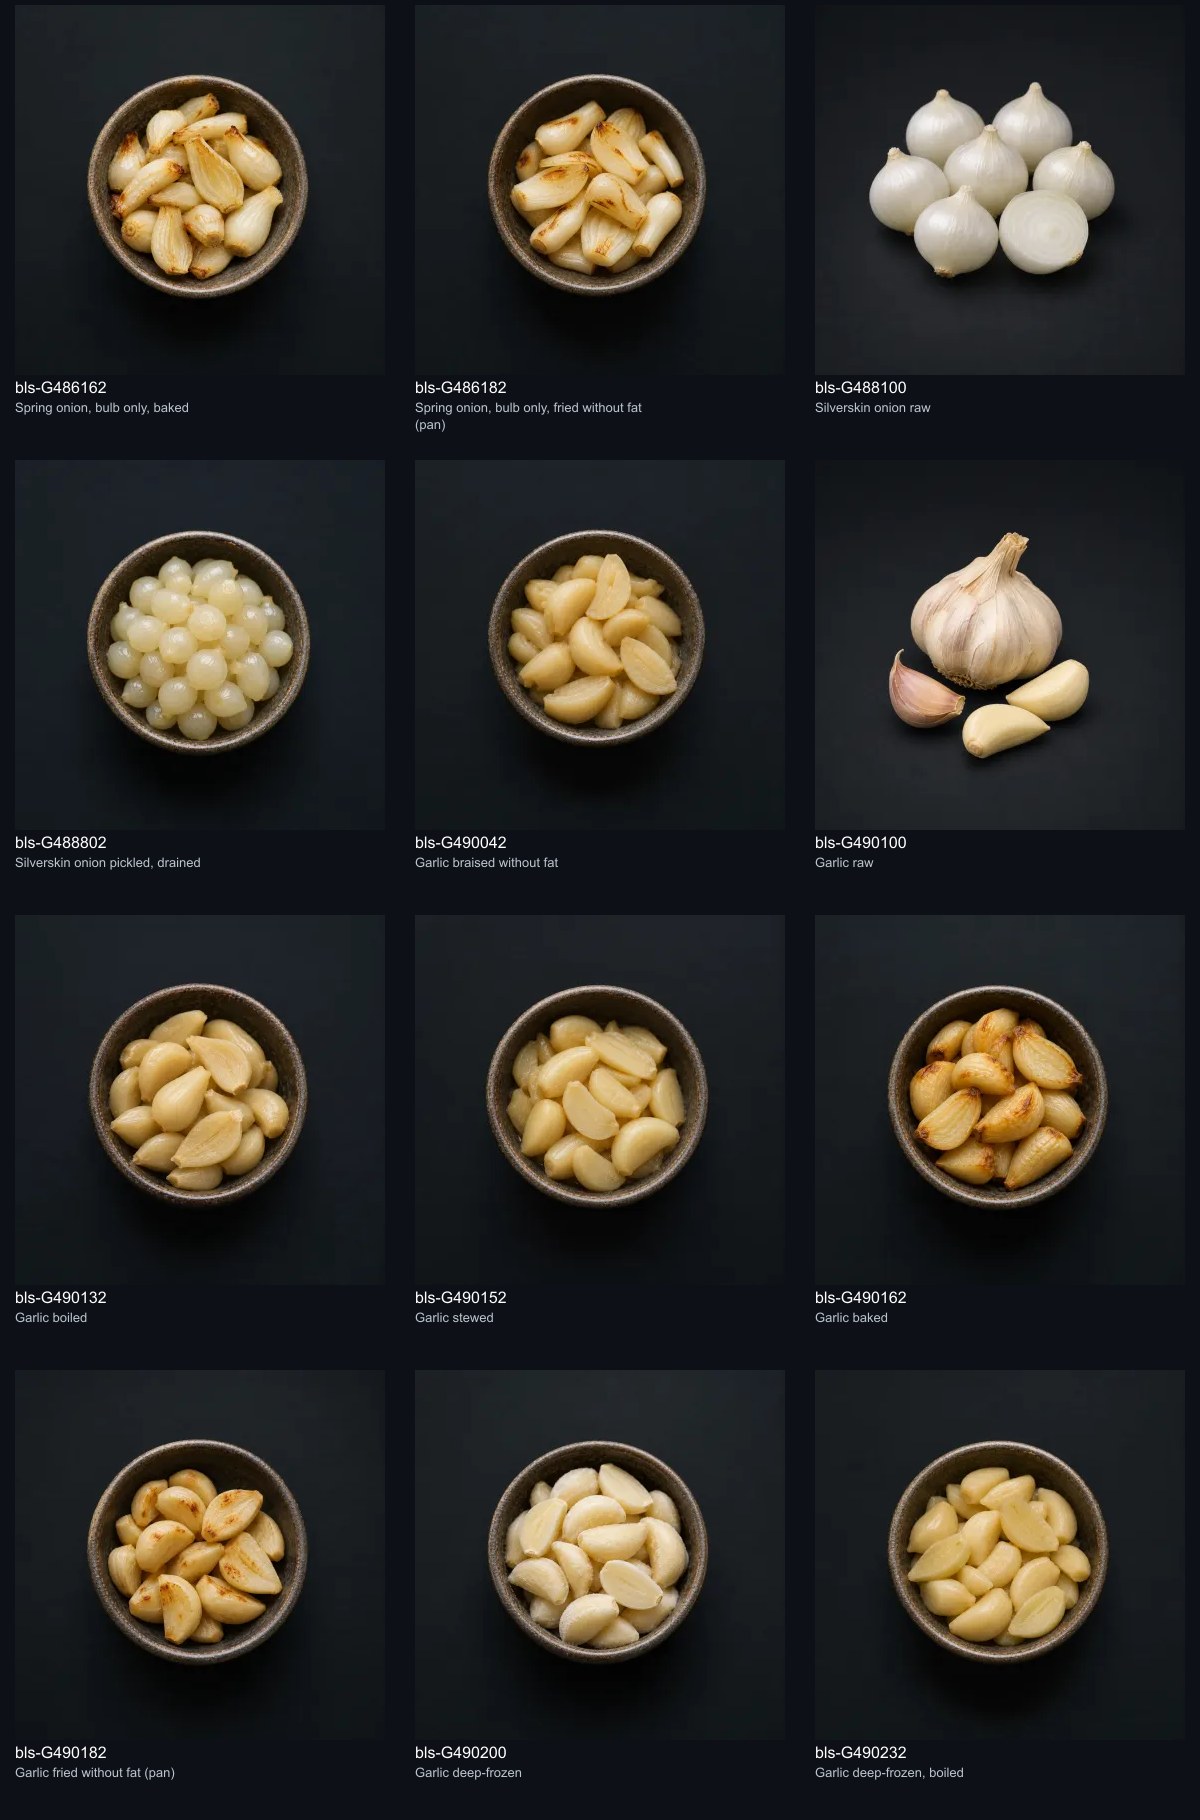 bls-G486162
Spring onion, bulb only, baked
bls-G486182
Spring onion, bulb only, fried without fat
(pan)
bls-G488100
Silverskin onion raw
bls-G488802
Silverskin onion pickled, drained
bls-G490042
Garlic braised without fat
bls-G490100
Garlic raw
bls-G490132
Garlic boiled
bls-G490152
Garlic stewed
bls-G490162
Garlic baked
bls-G490182
Garlic fried without fat (pan)
bls-G490200
Garlic deep-frozen
bls-G490232
Garlic deep-frozen, boiled